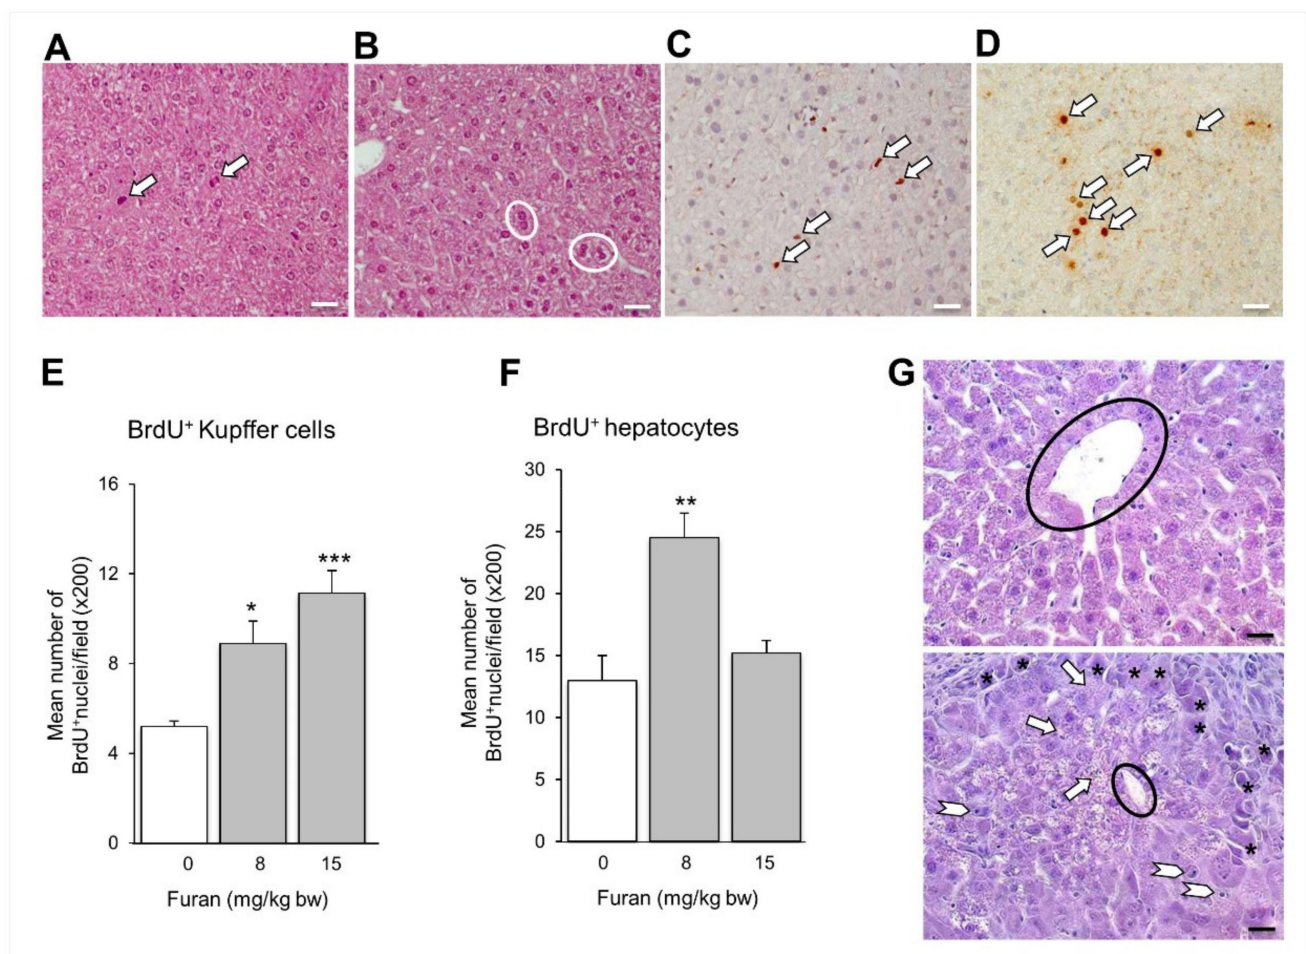 A
B
C
D
E
BrdU⁺ Kupffer cells
Mean number of
BrdU⁺nuclei/field (x200)
16
12
8
4
0
*
***
0
8
15
Furan (mg/kg bw)
F
BrdU⁺ hepatocytes
Mean number of
BrdU⁺nuclei/field (x200)
30
25
20
15
10
5
0
**
0
8
15
Furan (mg/kg bw)
G
* * * * *
*
*
*
*
*